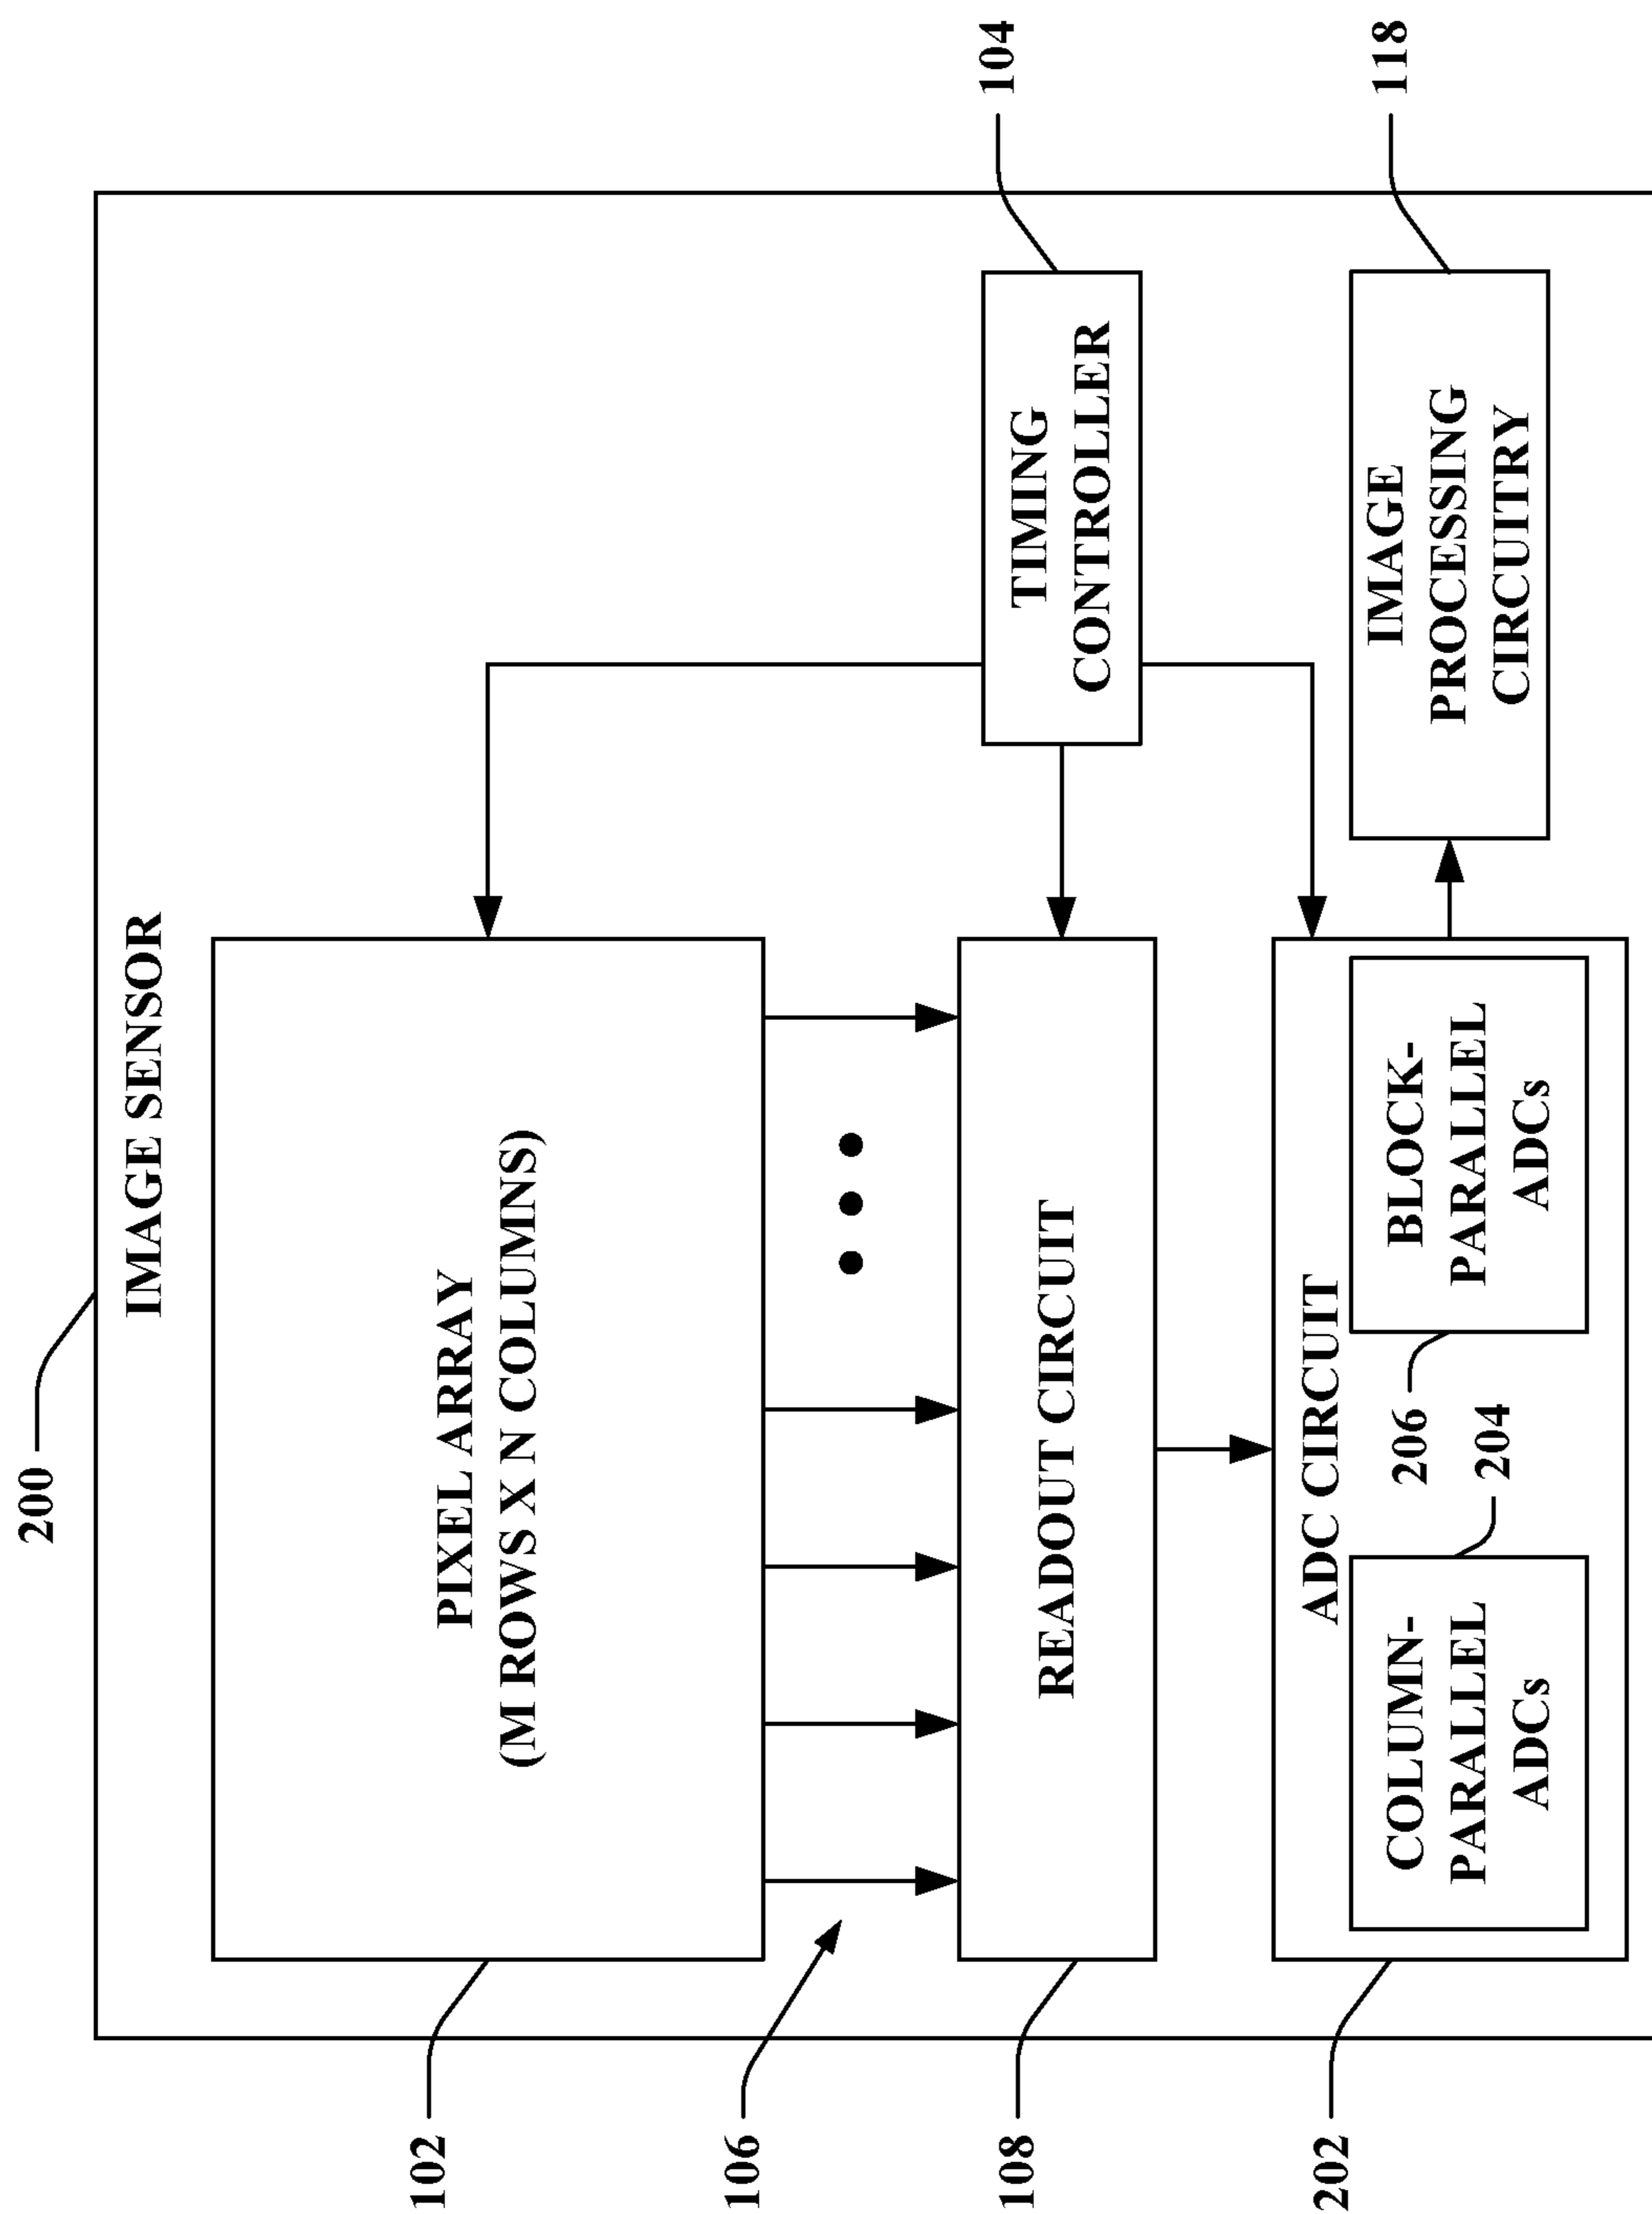 200
IMAGE SENSOR
102
PIXEL ARRAY
(M ROWS X N COLUMNS)
106
104
TIMING
CONTROLLER
108
READOUT CIRCUIT
202
ADC CIRCUIT
204
COLUMN-
PARALLEL
ADCs
206
BLOCK-
PARALLEL
ADCs
118
IMAGE
PROCESSING
CIRCUITRY